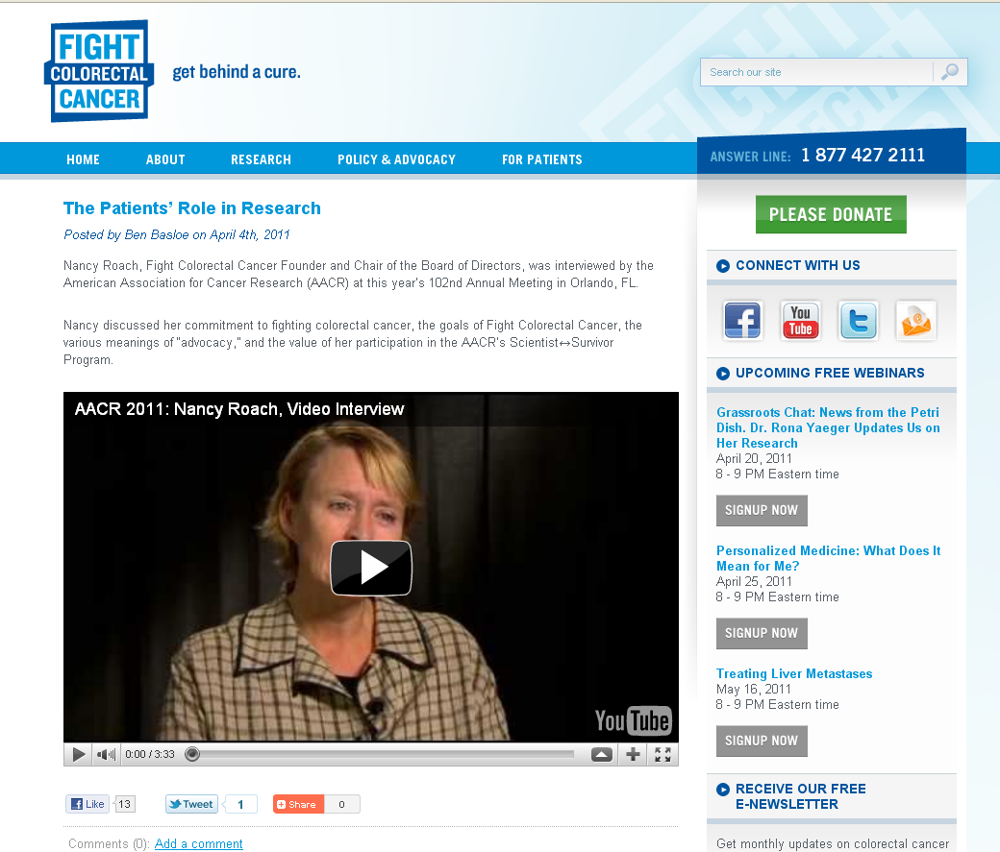 FIGHT
COLORECTAL
CANCER
get behind a cure.
Search our site
HOME ABOUT RESEARCH POLICY & ADVOCACY FOR PATIENTS
ANSWER LINE: 1 877 427 2111
The Patients' Role in Research
Posted by Ben Basloe on April 4th, 2011
Nancy Roach, Fight Colorectal Cancer Founder and Chair of the Board of Directors, was interviewed by the
American Association for Cancer Research (AACR) at this year's 102nd Annual Meeting in Orlando, FL.
Nancy discussed her commitment to fighting colorectal cancer, the goals of Fight Colorectal Cancer, the
various meanings of "advocacy," and the value of her participation in the AACR's Scientist↔Survivor
Program.
AACR 2011: Nancy Roach, Video Interview
YouTube
0:00 / 3:33
Like 13
Tweet 1
Share 0
Comments (0): Add a comment
PLEASE DONATE
CONNECT WITH US
You
Tube
UPCOMING FREE WEBINARS
Grassroots Chat: News from the Petri
Dish. Dr. Rona Yaeger Updates Us on
Her Research
April 20, 2011
8 - 9 PM Eastern time
SIGNUP NOW
Personalized Medicine: What Does It
Mean for Me?
April 25, 2011
8 - 9 PM Eastern time
SIGNUP NOW
Treating Liver Metastases
May 16, 2011
8 - 9 PM Eastern time
SIGNUP NOW
RECEIVE OUR FREE
E-NEWSLETTER
Get monthly updates on colorectal cancer